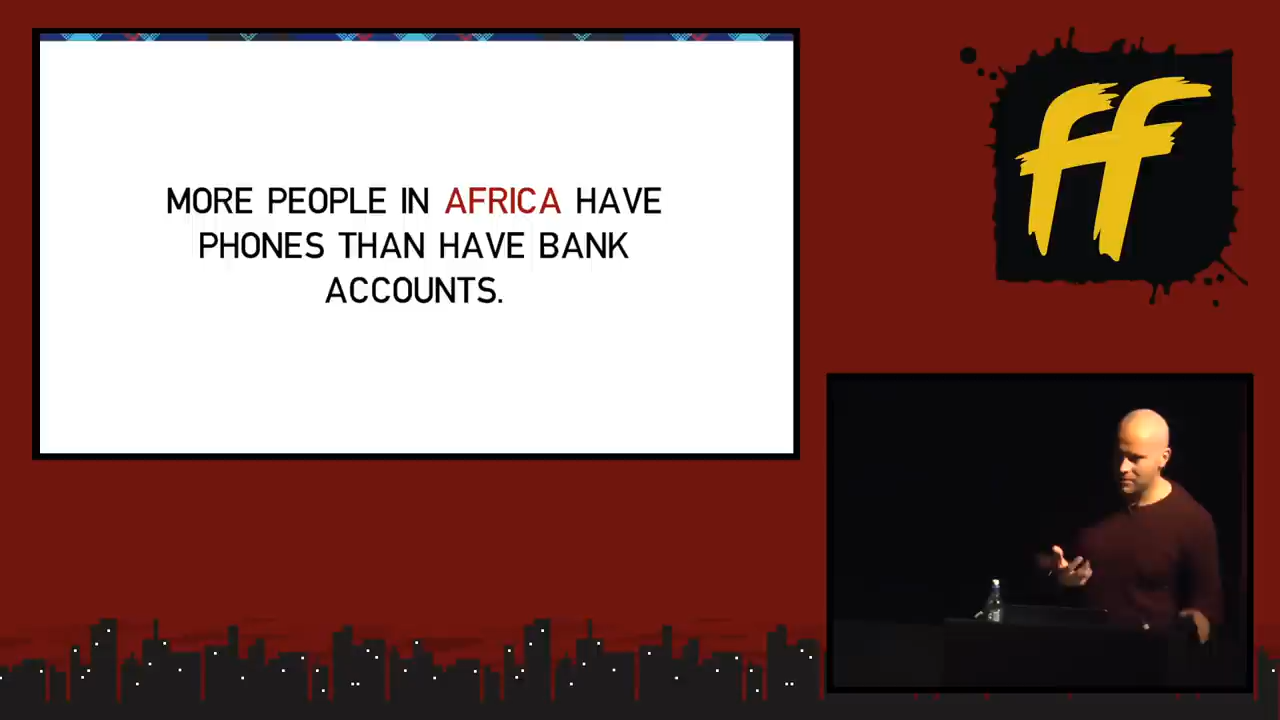 MORE PEOPLE IN AFRICA HAVE
PHONES THAN HAVE BANK
ACCOUNTS.
ff